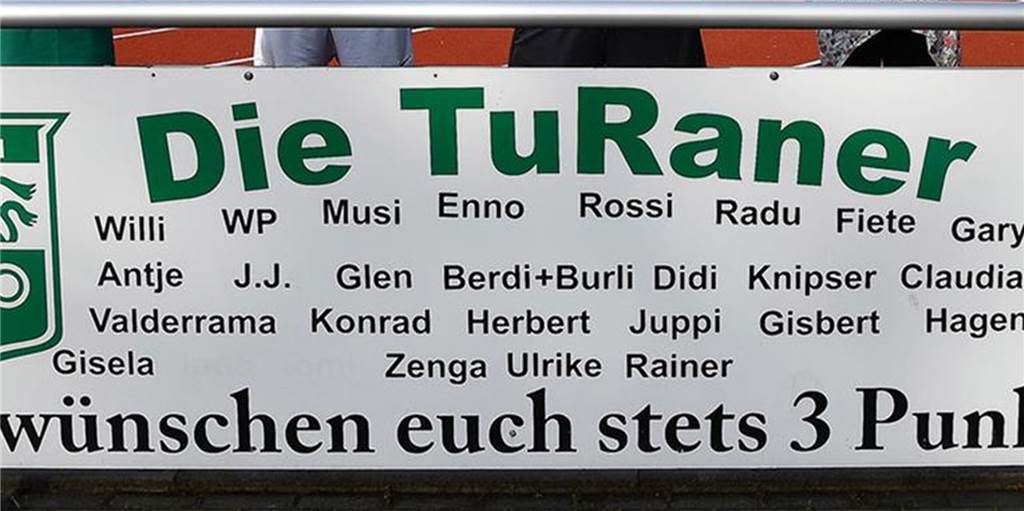 Die TuRaner
Willi WP Musi Enno Rossi Radu Fiete Gary
Antje J.J. Glen Berdi+Burli Didi Knipser Claudia
Valderrama Konrad Herbert Juppi Gisbert Hagen
Gisela Zenga Ulrike Rainer
wünschen euch stets 3 Pun